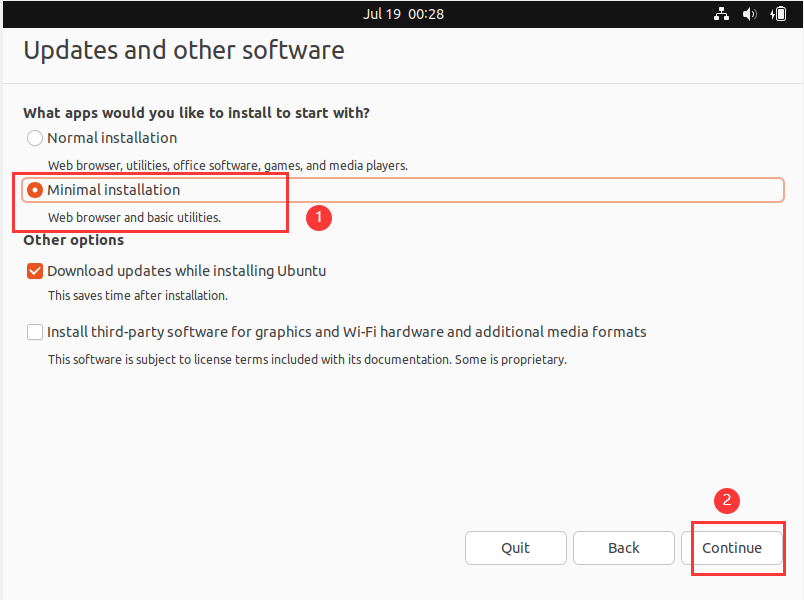 Jul 19 00:28
Updates and other software
What apps would you like to install to start with?
Normal installation
Web browser, utilities, office software, games, and media players.
Minimal installation
Web browser and basic utilities.
1
Other options
Download updates while installing Ubuntu
This saves time after installation.
Install third-party software for graphics and Wi-Fi hardware and additional media formats
This software is subject to license terms included with its documentation. Some is proprietary.
2
Quit Back Continue